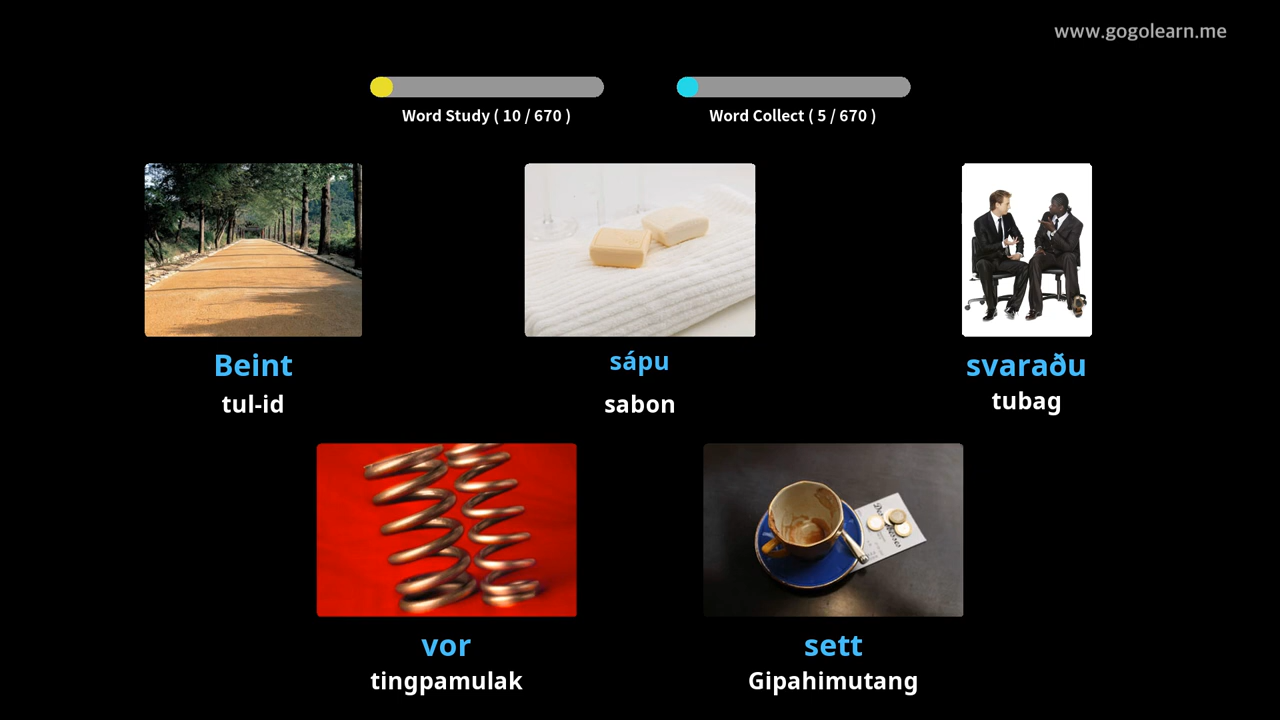 www.gogolearn.me
Word Study ( 10 / 670 )
Word Collect ( 5 / 670 )
Beint
tul-id
sápu
sabon
svaraðu
tubag
vor
tingpamulak
sett
Gipahimutang